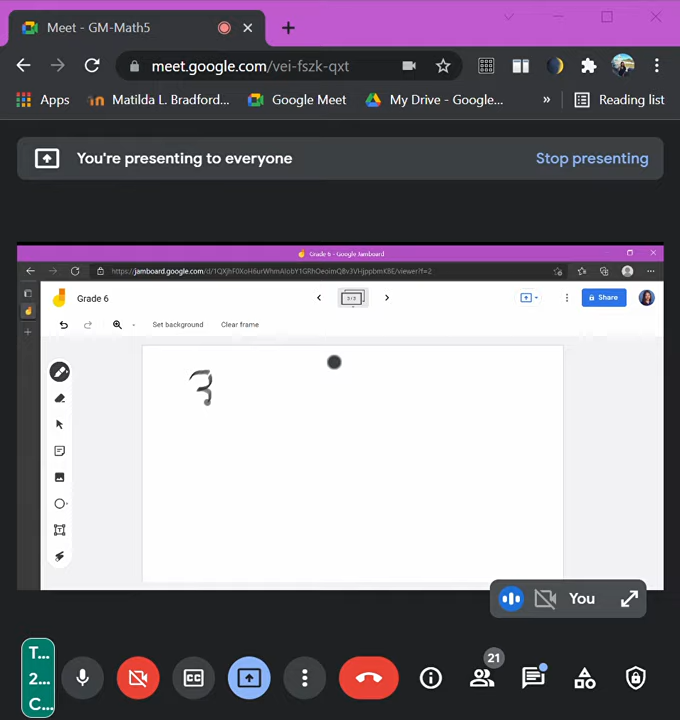 Meet - GM-Math5
meet.google.com/vei-fszk-qxt
Apps Matilda L. Bradford... Google Meet My Drive - Google... » Reading list
You're presenting to everyone Stop presenting
Grade 6 - Google Jamboard
Grade 6 Share
Set background Clear frame
3
You
T...
2...
C...
CC
21